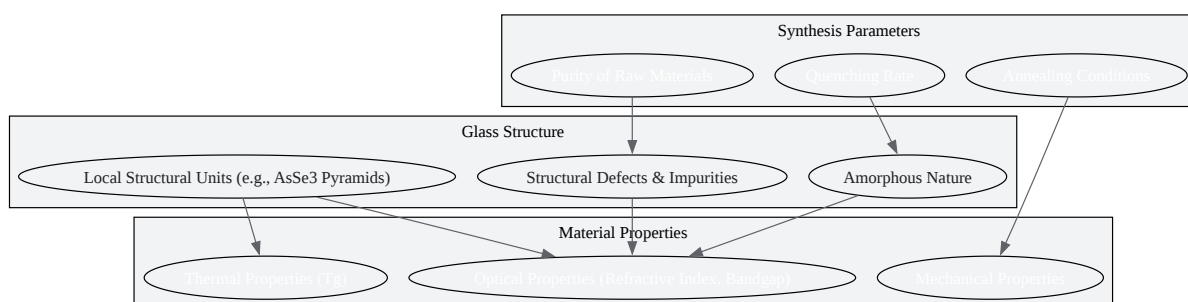 Synthesis Parameters
Purity of Raw Materials
Quenching Rate
Annealing Conditions
Glass Structure
Local Structural Units (e.g., AsSe3 Pyramids)
Structural Defects & Impurities
Amorphous Nature
Material Properties
Thermal Properties (Tg)
Optical Properties (Refractive Index, Bandgap)
Mechanical Properties